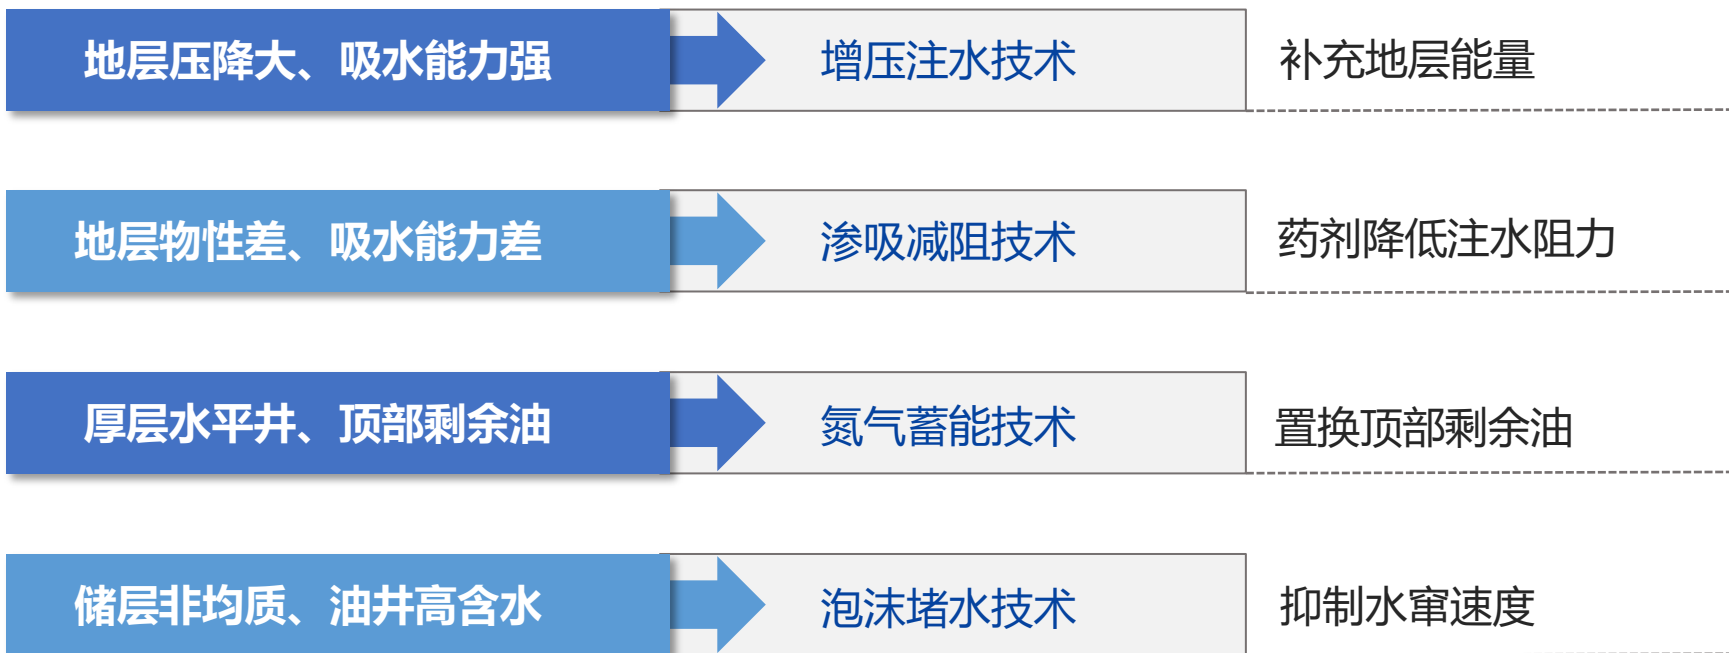 地层压降大、吸水能力强
增压注水技术
补充地层能量
地层物性差、吸水能力差
渗吸减阻技术
药剂降低注水阻力
厚层水平井、顶部剩余油
氮气蓄能技术
置换顶部剩余油
储层非均质、油井高含水
泡沫堵水技术
抑制水窜速度